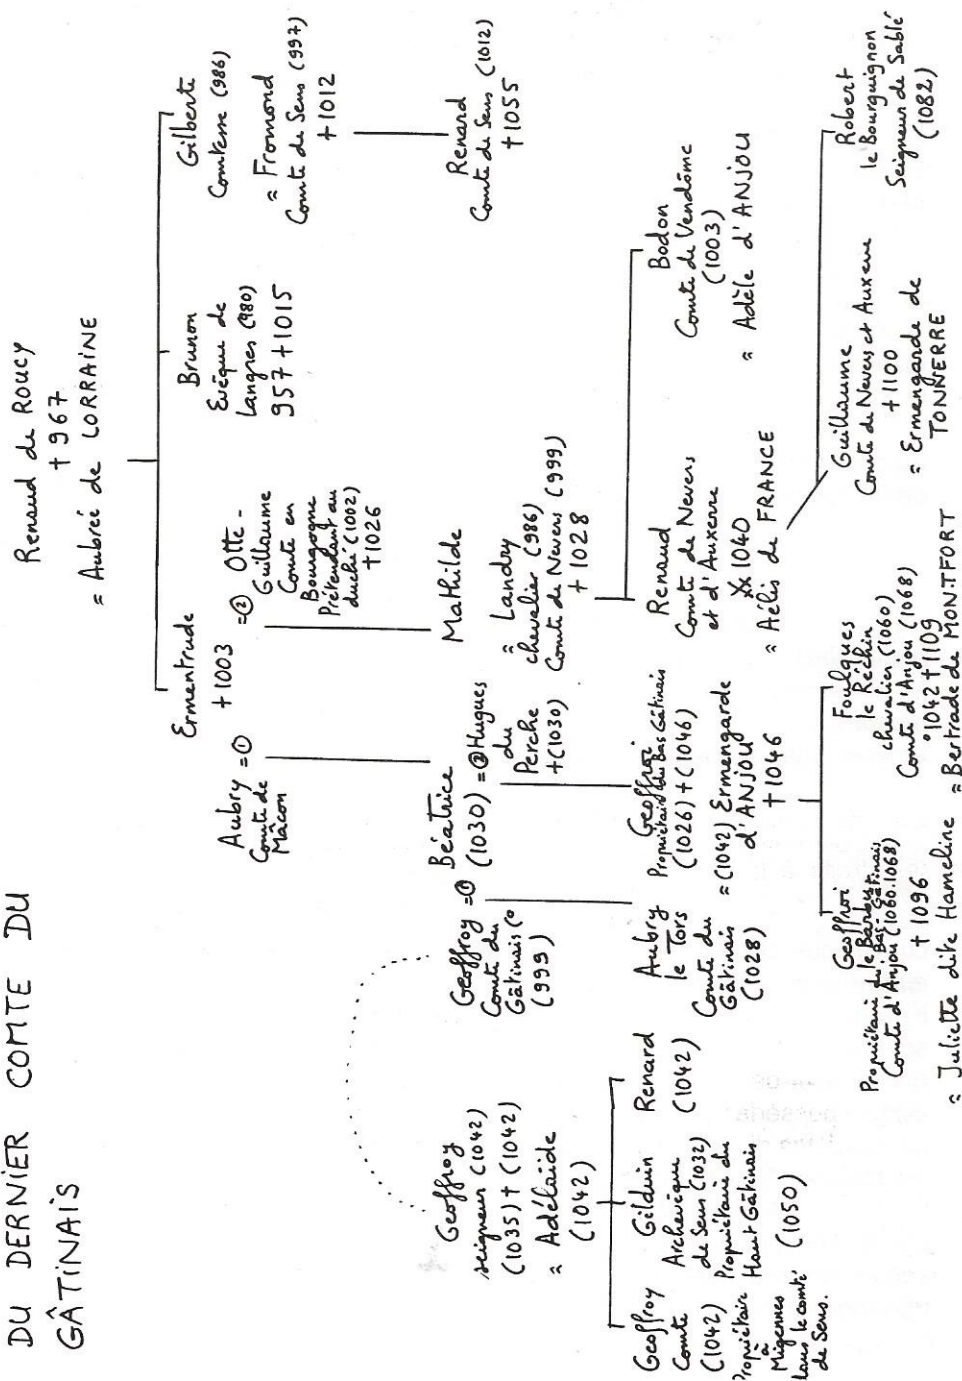 DU DERNIER COMTE DU
GÂTINAIS
Renaud de ROUCY
+ 967
= Aubrée de LORRAINE
Ermentrude
+1003
Brunon
Evêque de
Langres (980)
957 +1015
Gilberte
Comtesse (986)
= Fromond
Comte de Sens (997)
+1012
Aubry =①
Comte de
Mâcon
=② Otte-
Guillaume
Comte en
Bourgogne
Prétendant au
duché (1002)
+1026
Renard
Comte de Sens (1012)
+1055
Geoffroy
seigneur (1042)
(1035) + (1042)
= Adélaïde
(1042)
Geoffroy =①
Comte du
Gâtinais (°
(999)
Béatrice
(1030)
=② Hugues
du
Perche
+(1030)
Mathilde
= Landry
chevalier (986)
Comte de Nevers (999)
+ 1028
Geoffroy
Comte
(1042)
Propriétaire
à
Migennes
dans le comté
de Sens.
Gilduin
Archevêque
de Sens (1032)
Propriétaire du
Haut Gâtinais
(1050)
Renard
(1042)
Aubry
le Tors
Comte du
Gâtinais
(1028)
Geoffroi
Propriétaire du Bas Gâtinais
(1026) + (1046)
= (1042) Ermengarde
d'ANJOU
+ 1046
Renaud
Comte de Nevers
et d'Auxerre
XX 1040
= Aélis de FRANCE
Bodon
Comte de Vendôme
(1003)
= Adèle d'ANJOU
Geoffroi
le Barbu
Propriétaire du Bas-Gâtinais
Comte d'Anjou (1060.1068)
+ 1096
= Juliette dite Hameline
Foulques
le Réchin
chevalier (1060)
Comte d'Anjou (1068)
°1042 +1109
= Bertrade de MONTFORT
Guillaume
Comte de Nevers et Auxerre
+1100
= Ermengarde de
TONNERRE
Robert
le Bourguignon
Seigneur de Sablé
(1082)